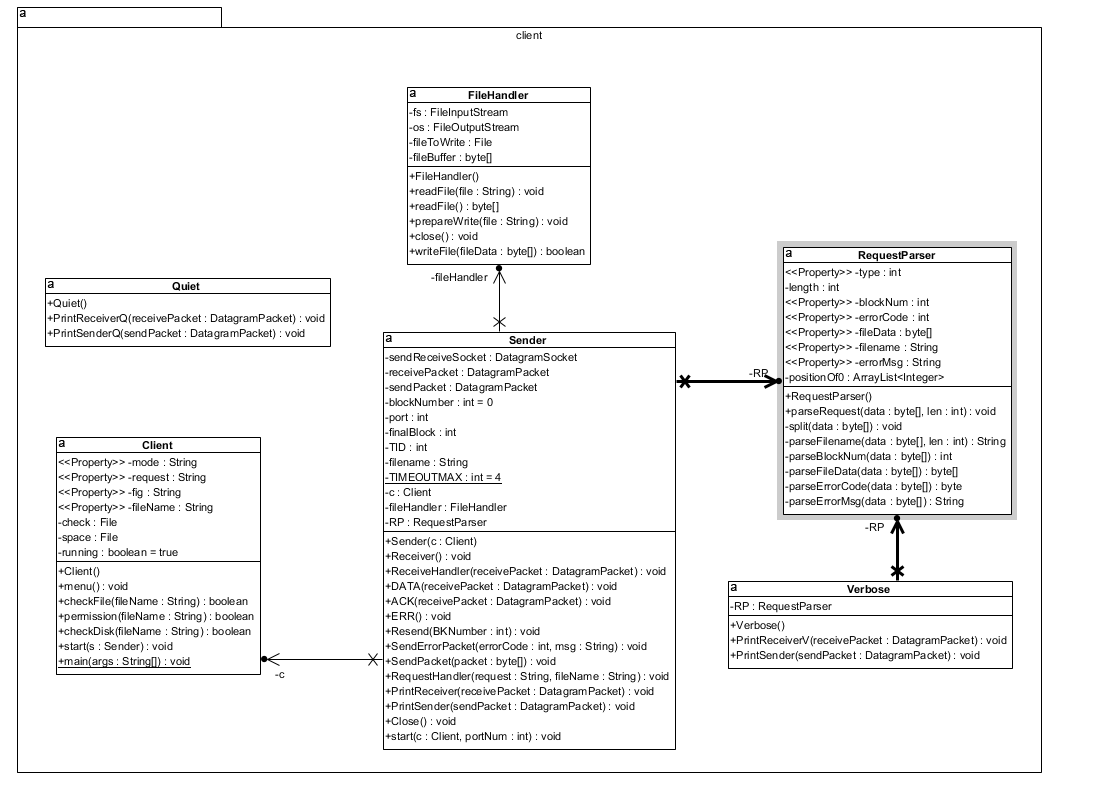 a
client
a
FileHandler
-fs : FileInputStream
-os : FileOutputStream
-fileToWrite : File
-fileBuffer : byte[]
+FileHandler()
+readFile(file : String) : void
+readFile() : byte[]
+prepareWrite(file : String) : void
+close() : void
+writeFile(fileData : byte[]) : boolean
-fileHandler
a
Quiet
+Quiet()
+PrintReceiverQ(receivePacket : DatagramPacket) : void
+PrintSenderQ(sendPacket : DatagramPacket) : void
a
RequestParser
<<Property>> -type : int
-length : int
<<Property>> -blockNum : int
<<Property>> -errorCode : int
<<Property>> -fileData : byte[]
<<Property>> -filename : String
<<Property>> -errorMsg : String
-positionOf0 : ArrayList<Integer>
+RequestParser()
+parseRequest(data : byte[], len : int) : void
-split(data : byte[]) : void
-parseFilename(data : byte[], len : int) : String
-parseBlockNum(data : byte[]) : int
-parseFileData(data : byte[]) : byte[]
-parseErrorCode(data : byte[]) : byte
-parseErrorMsg(data : byte[]) : String
-RP
a
Sender
-sendReceiveSocket : DatagramSocket
-receivePacket : DatagramPacket
-sendPacket : DatagramPacket
-blockNumber : int = 0
-port : int
-finalBlock : int
-TID : int
-filename : String
-TIMEOUTMAX : int = 4
-c : Client
-fileHandler : FileHandler
-RP : RequestParser
+Sender(c : Client)
+Receiver() : void
+ReceiveHandler(receivePacket : DatagramPacket) : void
+DATA(receivePacket : DatagramPacket) : void
+ACK(receivePacket : DatagramPacket) : void
+ERR() : void
+Resend(BKNumber : int) : void
+SendErrorPacket(errorCode : int, msg : String) : void
+SendPacket(packet : byte[]) : void
+RequestHandler(request : String, fileName : String) : void
+PrintReceiver(receivePacket : DatagramPacket) : void
+PrintSender(sendPacket : DatagramPacket) : void
+Close() : void
+start(c : Client, portNum : int) : void
a
Client
<<Property>> -mode : String
<<Property>> -request : String
<<Property>> -fig : String
<<Property>> -fileName : String
-check : File
-space : File
-running : boolean = true
+Client()
+menu() : void
+checkFile(fileName : String) : boolean
+permission(fileName : String) : boolean
+checkDisk(fileName : String) : boolean
+start(s : Sender) : void
+main(args : String[]) : void
-c
-RP
a
Verbose
-RP : RequestParser
+Verbose()
+PrintReceiverV(receivePacket : DatagramPacket) : void
+PrintSender(sendPacket : DatagramPacket) : void